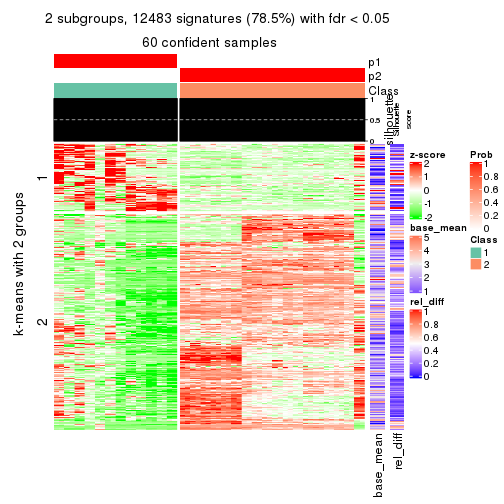 2 subgroups, 12483 signatures (78.5%) with fdr < 0.05
60 confident samples
p1
p2
Class
1
0.5
0
silhouette
Silhouette
score
k-means with 2 groups
1
2
z-score
2
1
0
-1
-2
base_mean
5
4
3
2
1
rel_diff
1
0.8
0.6
0.4
0.2
0
Prob
1
0.8
0.6
0.4
0.2
0
Class
1
2
base_mean
rel_diff